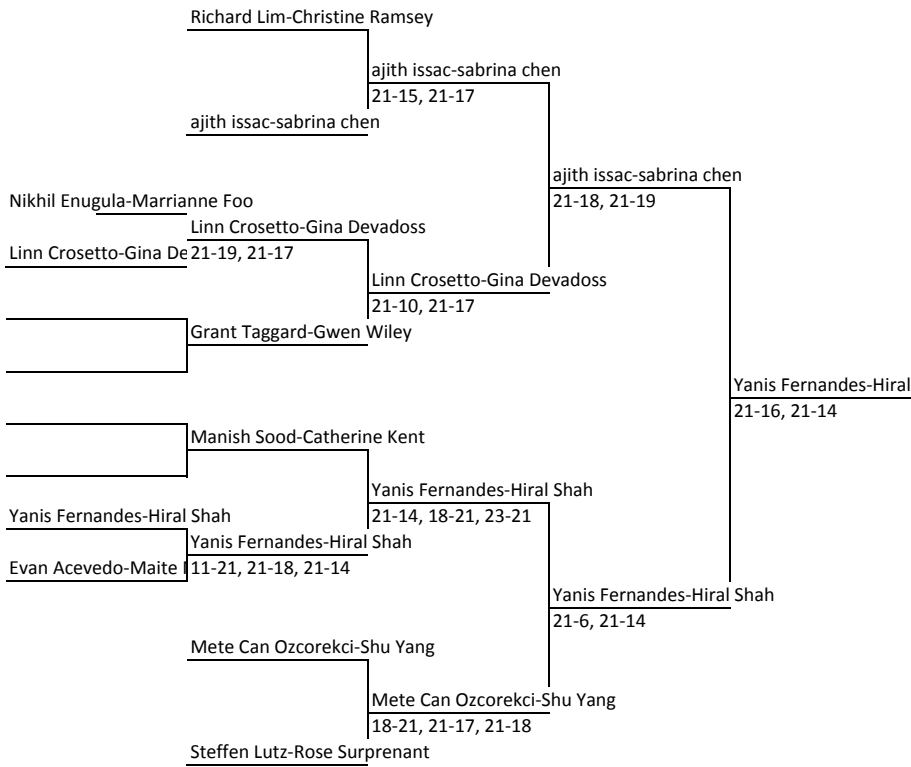 Richard Lim-Christine Ramsey
ajith issac-sabrina chen
21-15, 21-17
ajith issac-sabrina chen
ajith issac-sabrina chen
21-18, 21-19
Nikhil Enugula-Marrianne Foo
Linn Crosetto-Gina Devadoss
Linn Crosetto-Gina De
21-19, 21-17
Linn Crosetto-Gina Devadoss
21-10, 21-17
Grant Taggard-Gwen Wiley
Yanis Fernandes-Hiral
21-16, 21-14
Manish Sood-Catherine Kent
Yanis Fernandes-Hiral Shah
21-14, 18-21, 23-21
Yanis Fernandes-Hiral Shah
Yanis Fernandes-Hiral Shah
Evan Acevedo-Maite
11-21, 21-18, 21-14
Yanis Fernandes-Hiral Shah
21-6, 21-14
Mete Can Ozcorekci-Shu Yang
Mete Can Ozcorekci-Shu Yang
18-21, 21-17, 21-18
Steffen Lutz-Rose Surprenant